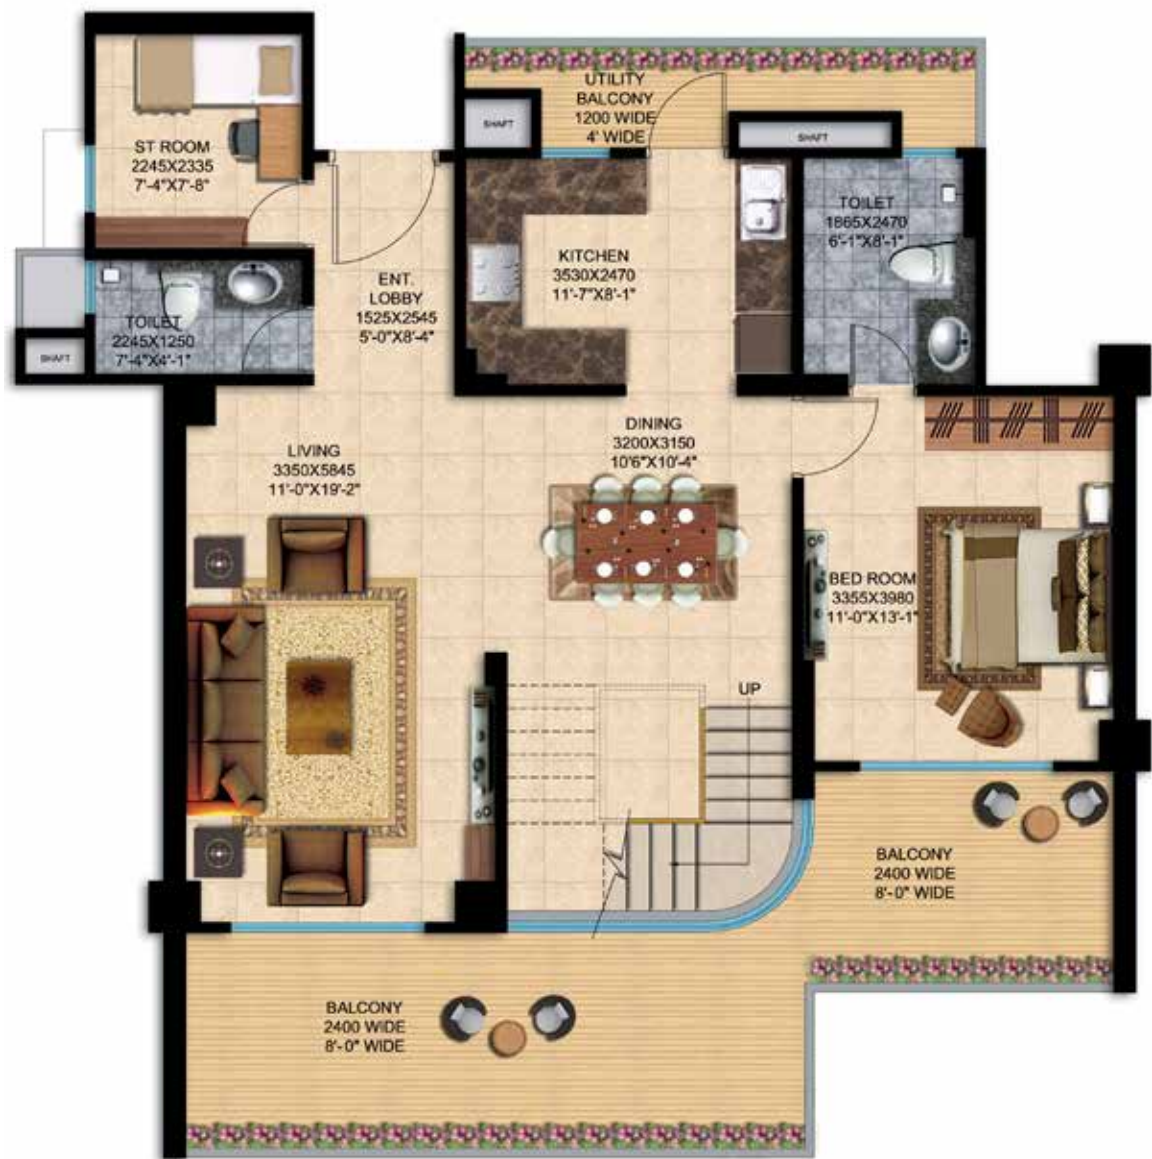 UTILITY
BALCONY
1200 WIDE
4' WIDE
SHAFT
SHAFT
ST ROOM
2245X2335
7'-4"X7'-8"
TOILET
1865X2470
6'-1"X8'-1"
KITCHEN
3530X2470
11'-7"X8'-1"
ENT.
LOBBY
1525X2545
5'-0"X8'-4"
TOILET
2245X1250
7'-4"X4'-1"
SHAFT
DINING
3200X3150
10'6"X10'-4"
LIVING
3350X5845
11'-0"X19'-2"
BED ROOM
3355X3980
11'-0"X13'-1"
UP
BALCONY
2400 WIDE
8'-0" WIDE
BALCONY
2400 WIDE
8'-0" WIDE